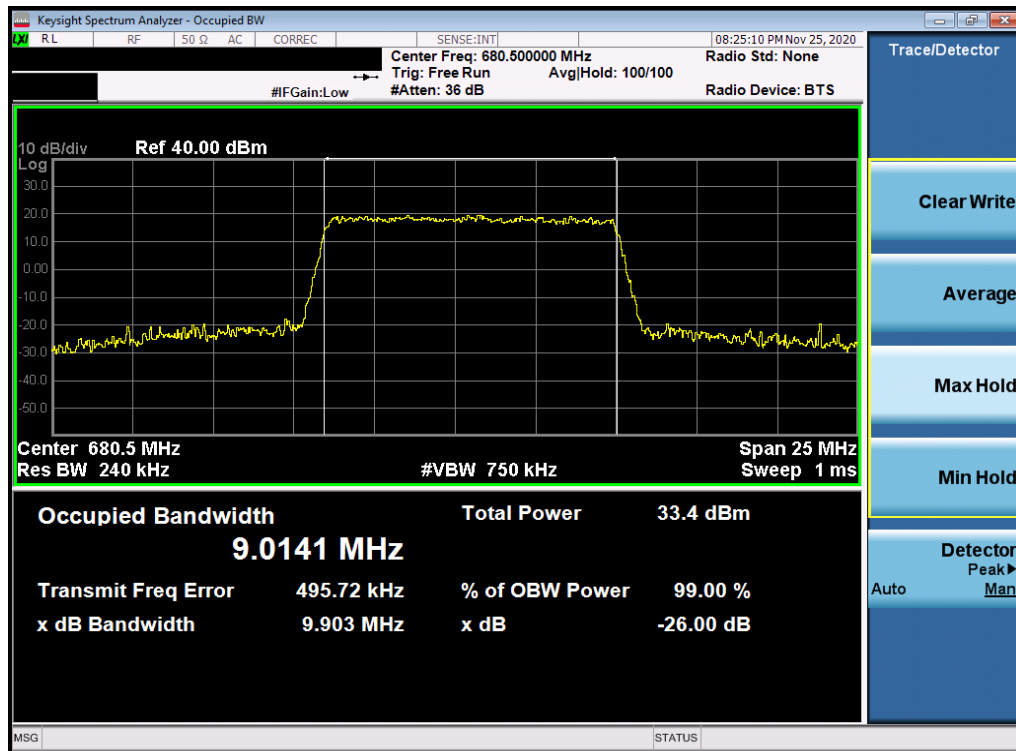 Keysight Spectrum Analyzer - Occupied BW
LXI RL RF 50 Ω AC CORREC SENSE:INT 08:25:10 PM Nov 25, 2020
Center Freq: 680.500000 MHz Radio Std: None
Trig: Free Run Avg|Hold: 100/100
#IFGain:Low #Atten: 36 dB Radio Device: BTS
10 dB/div Ref 40.00 dBm
Log
30.0
20.0
10.0
0.00
-10.0
-20.0
-30.0
-40.0
-50.0
Center 680.5 MHz Span 25 MHz
Res BW 240 kHz #VBW 750 kHz Sweep 1 ms
Occupied Bandwidth Total Power 33.4 dBm
9.0141 MHz
Transmit Freq Error 495.72 kHz % of OBW Power 99.00 %
x dB Bandwidth 9.903 MHz x dB -26.00 dB
MSG STATUS
Trace/Detector
Clear Write
Average
Max Hold
Min Hold
Detector
Peak▶
Auto Man